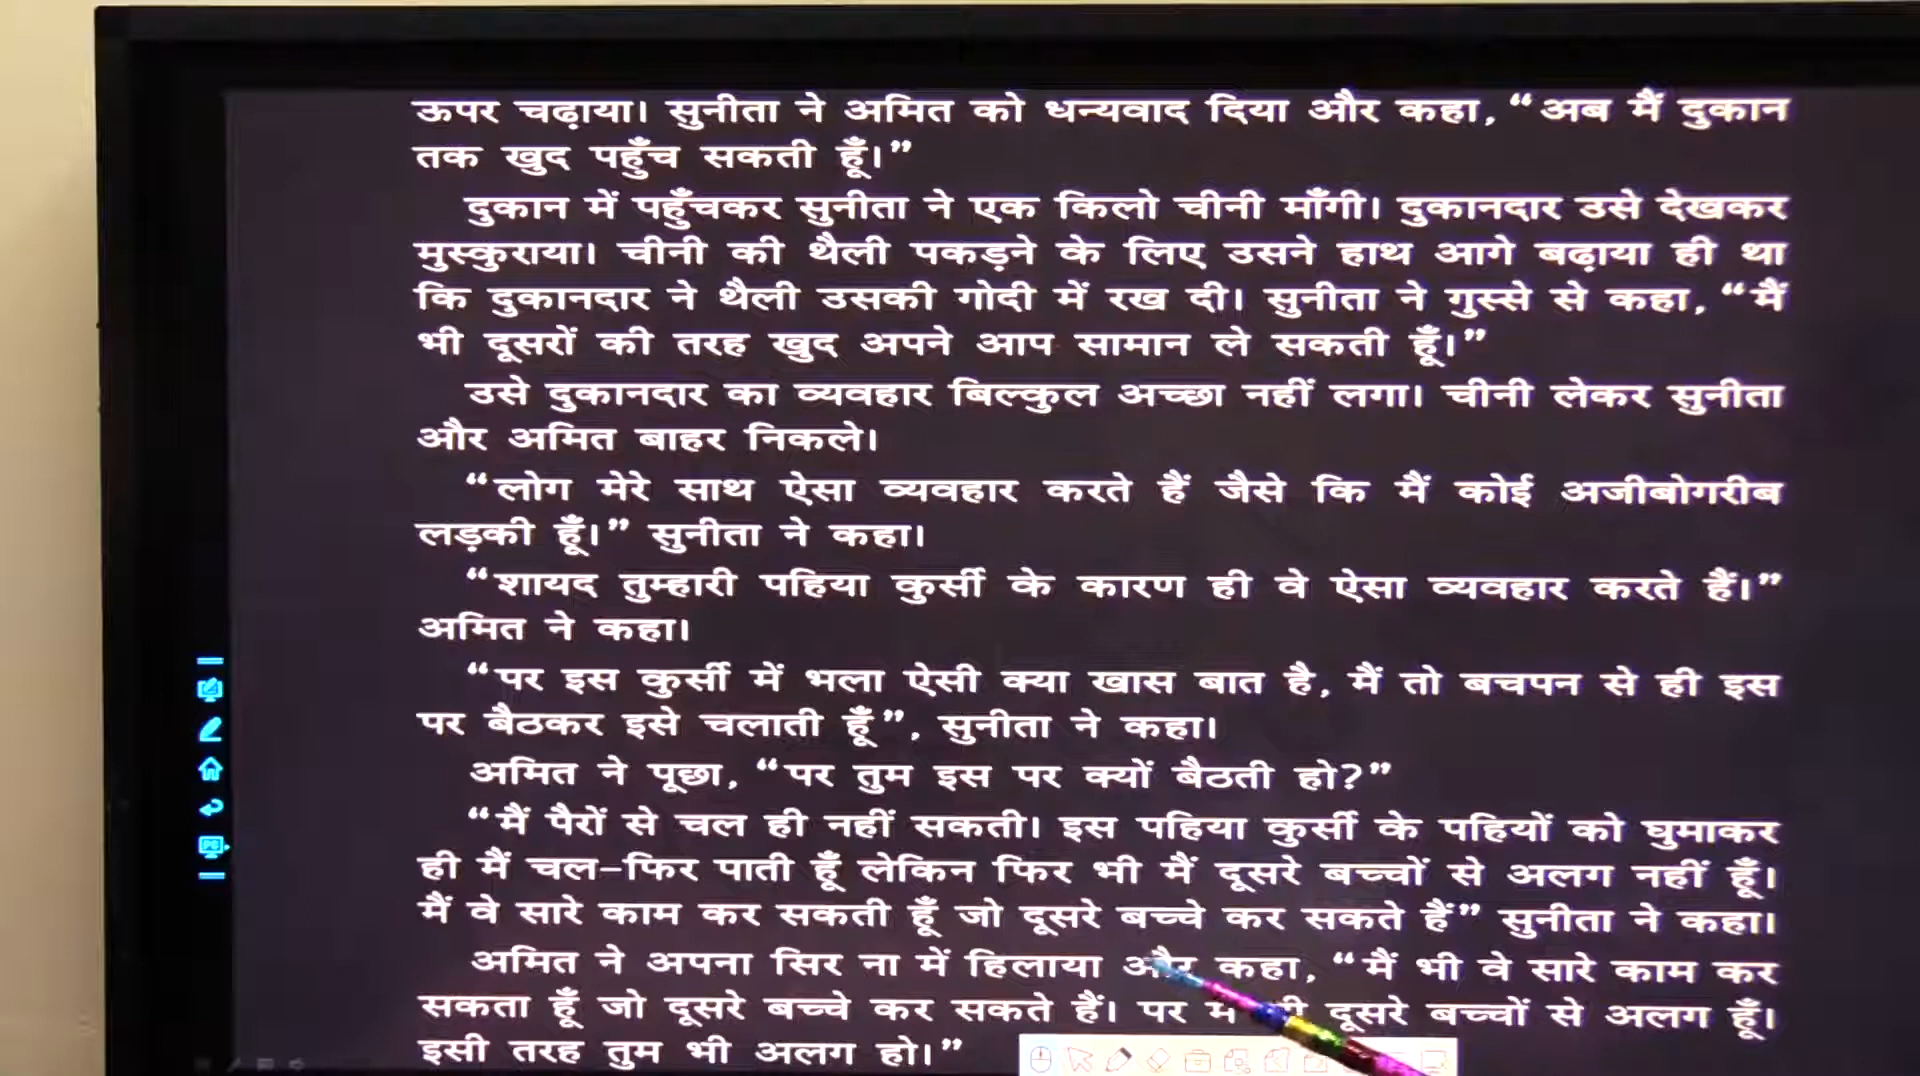 ऊपर चढ़ाया। सुनीता ने अमित को धन्यवाद दिया और कहा, “अब मैं दुकान
तक खुद पहुँच सकती हूँ।”
दुकान में पहुँचकर सुनीता ने एक किलो चीनी माँगी। दुकानदार उसे देखकर
मुस्कुराया। चीनी की थैली पकड़ने के लिए उसने हाथ आगे बढ़ाया ही था
कि दुकानदार ने थैली उसकी गोदी में रख दी। सुनीता ने गुस्से से कहा, “मैं
भी दूसरों की तरह खुद अपने आप सामान ले सकती हूँ।”
उसे दुकानदार का व्यवहार बिल्कुल अच्छा नहीं लगा। चीनी लेकर सुनीता
और अमित बाहर निकले।
“लोग मेरे साथ ऐसा व्यवहार करते हैं जैसे कि मैं कोई अजीबोगरीब
लड़की हूँ।” सुनीता ने कहा।
“शायद तुम्हारी पहिया कुर्सी के कारण ही वे ऐसा व्यवहार करते हैं।”
अमित ने कहा।
“पर इस कुर्सी में भला ऐसी क्या खास बात है, मैं तो बचपन से ही इस
पर बैठकर इसे चलाती हूँ”, सुनीता ने कहा।
अमित ने पूछा, “पर तुम इस पर क्यों बैठती हो?”
“मैं पैरों से चल ही नहीं सकती। इस पहिया कुर्सी के पहियों को घुमाकर
ही मैं चल-फिर पाती हूँ लेकिन फिर भी मैं दूसरे बच्चों से अलग नहीं हूँ।
मैं वे सारे काम कर सकती हूँ जो दूसरे बच्चे कर सकते हैं” सुनीता ने कहा।
अमित ने अपना सिर ना में हिलाया और कहा, “मैं भी वे सारे काम कर
सकता हूँ जो दूसरे बच्चे कर सकते हैं। पर दूसरे बच्चों से अलग हूँ।
इसी तरह तुम भी अलग हो।”